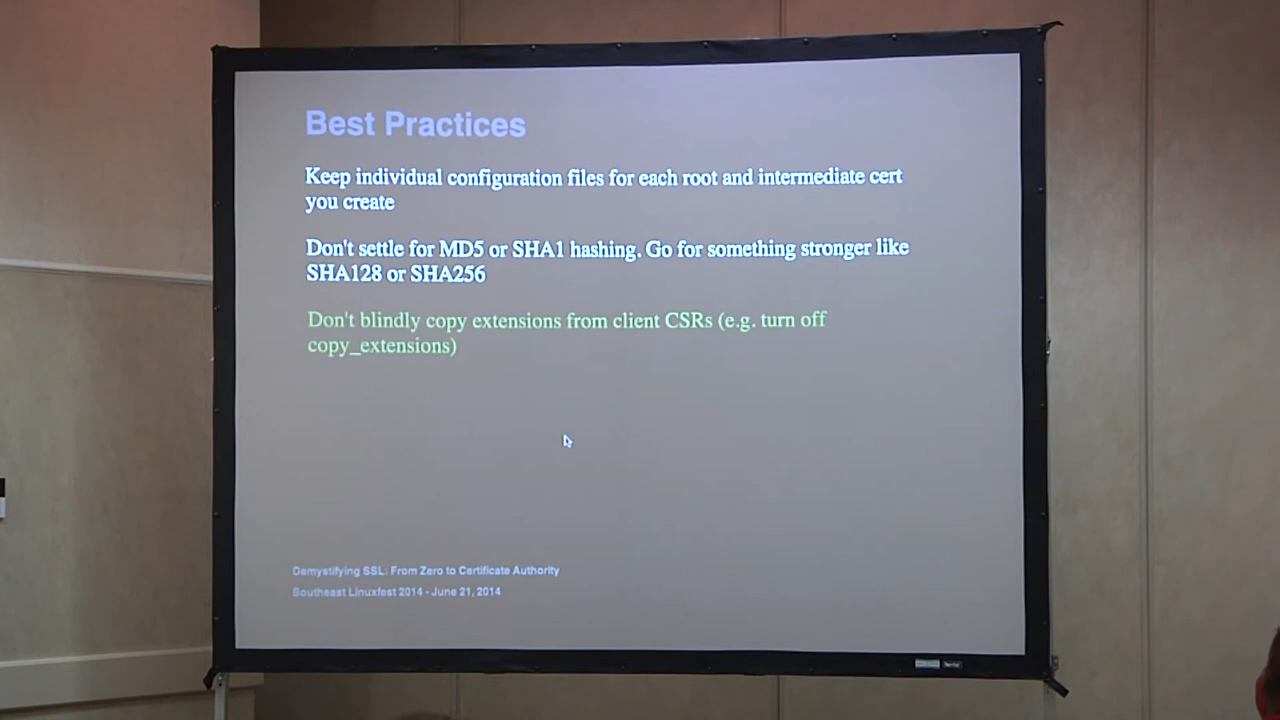 Best Practices
Keep individual configuration files for each root and intermediate cert
you create
Don't settle for MD5 or SHA1 hashing. Go for something stronger like
SHA128 or SHA256
Don't blindly copy extensions from client CSRs (e.g. turn off
copy_extensions)
Demystifying SSL: From Zero to Certificate Authority
Southeast Linuxfest 2014 - June 21, 2014